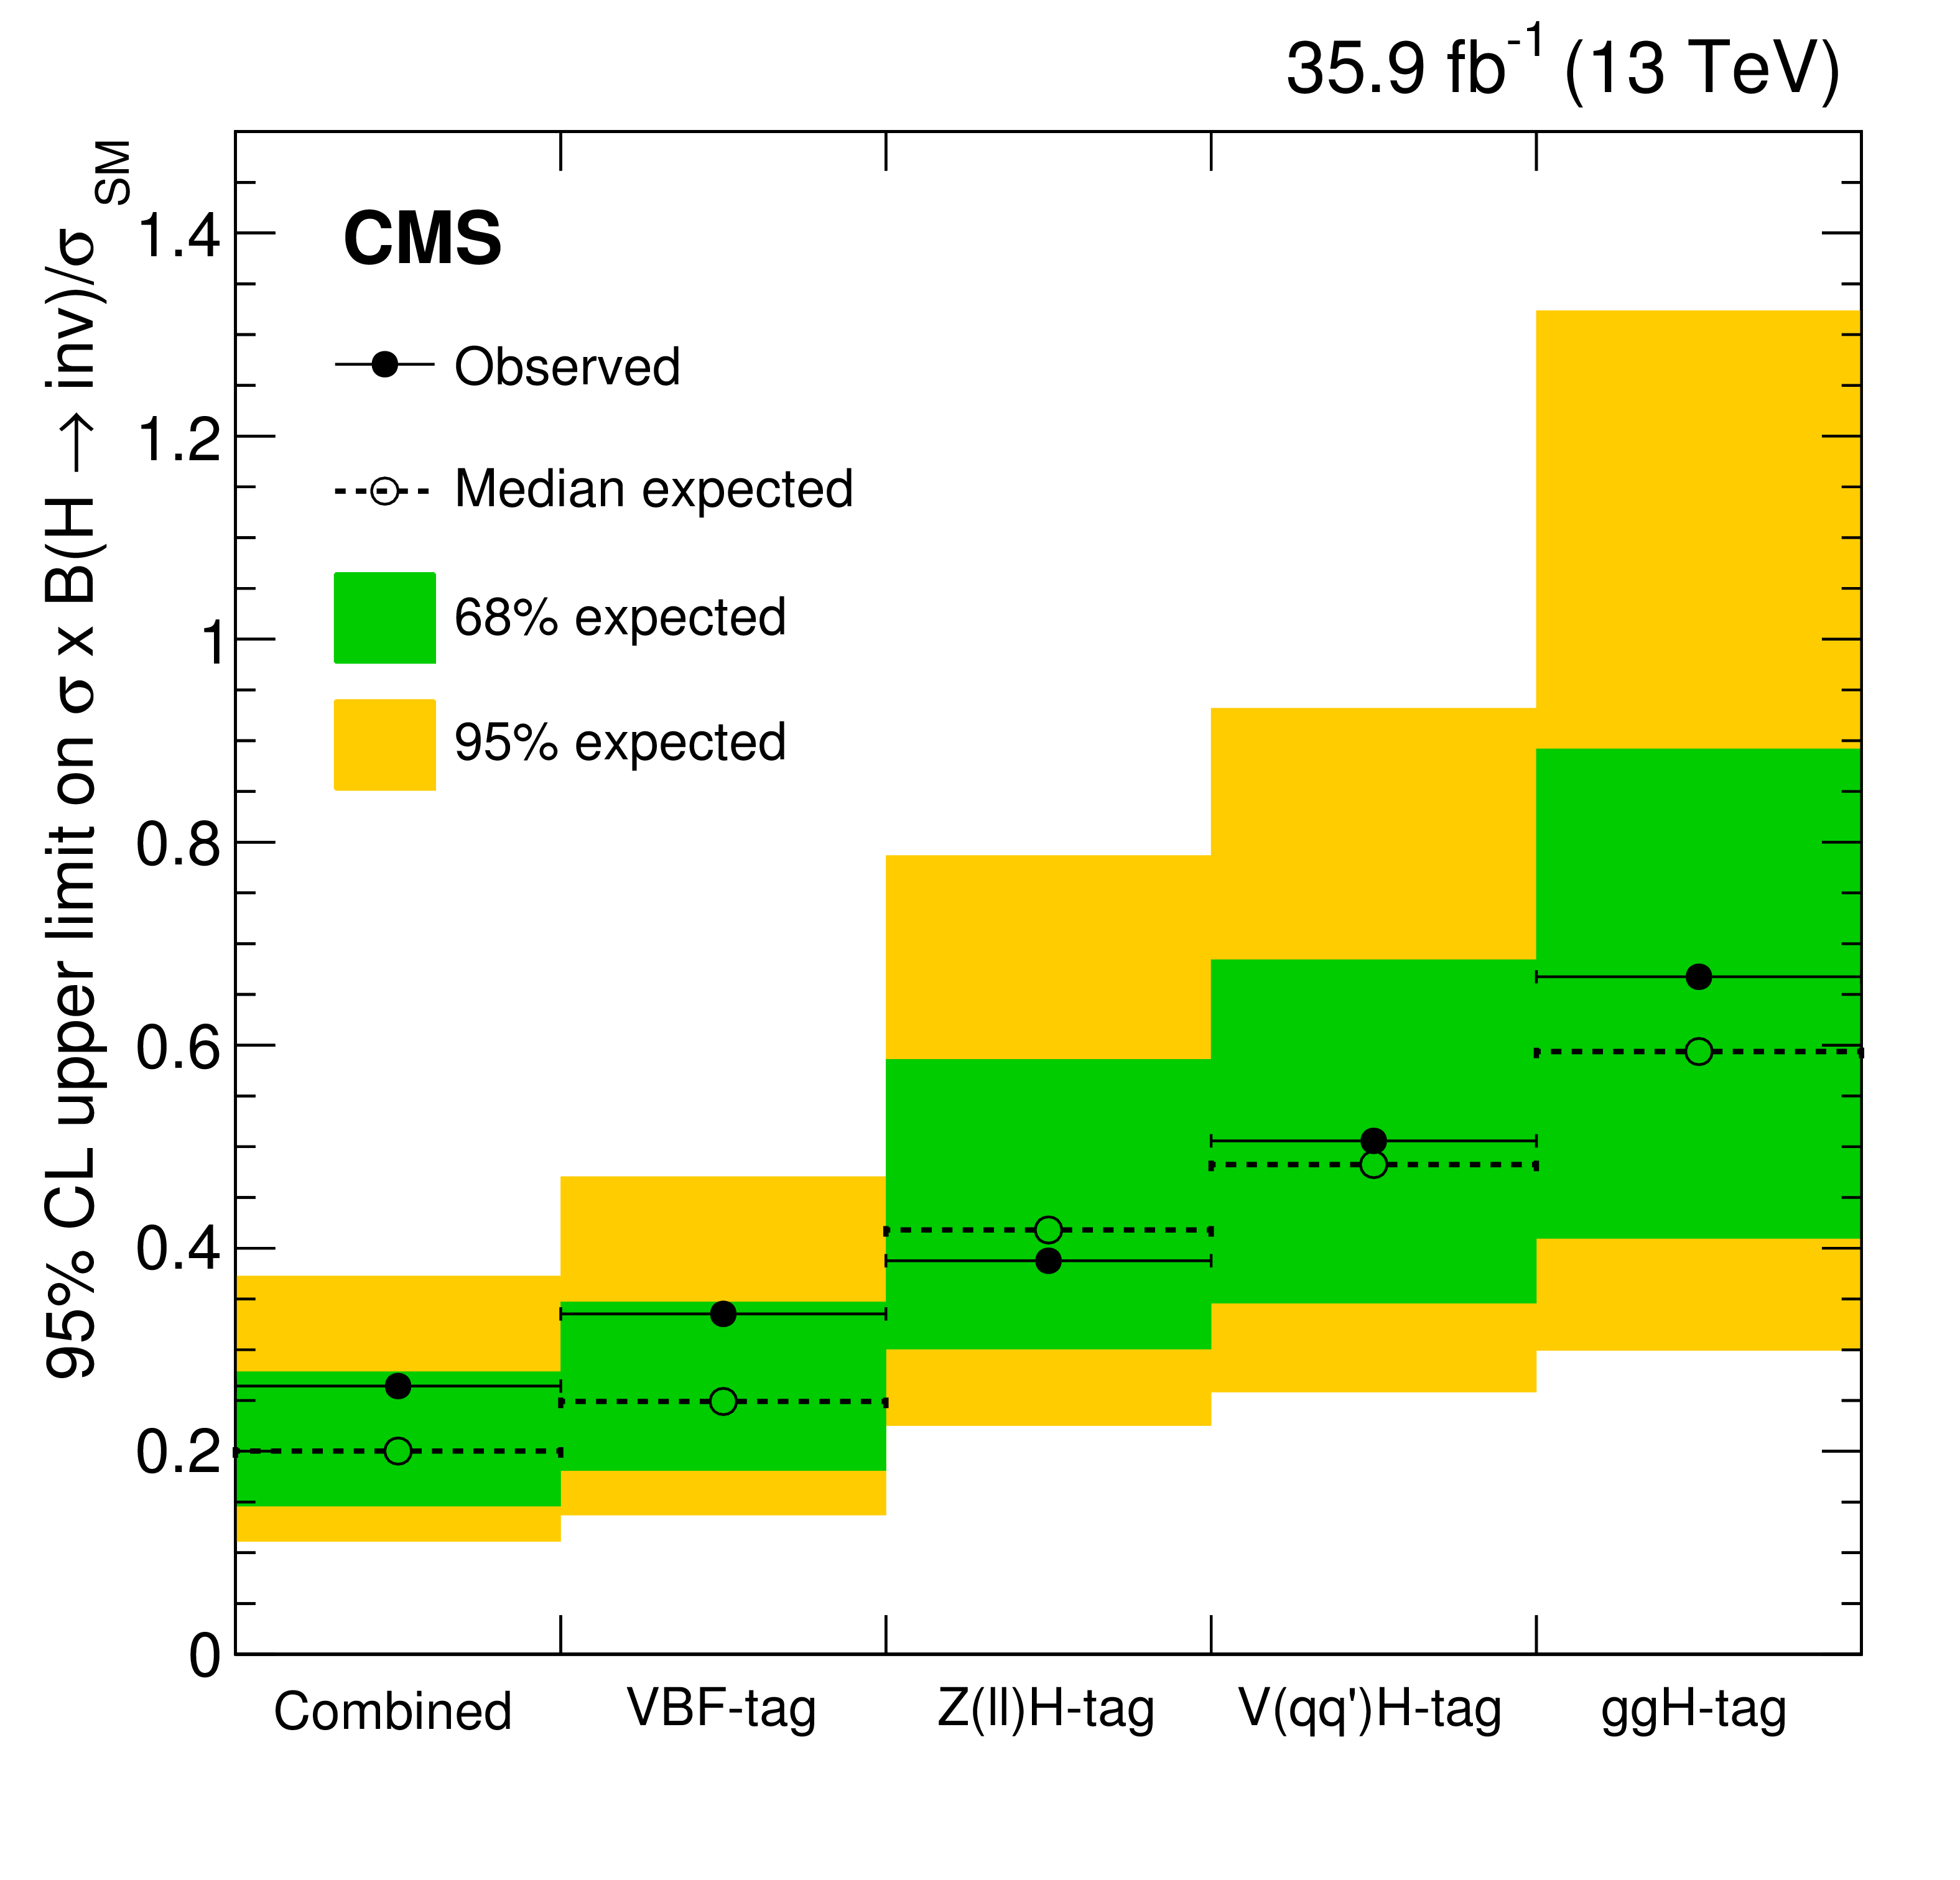 35.9 fb-1 (13 TeV)
95% CL upper limit on σ x B(H → inv)/σ SM
CMS
Observed
Median expected
68% expected
95% expected
1.4
1.2
1
0.8
0.6
0.4
0.2
0
Combined VBF-tag Z(ll)H-tag V(qq')H-tag ggH-tag